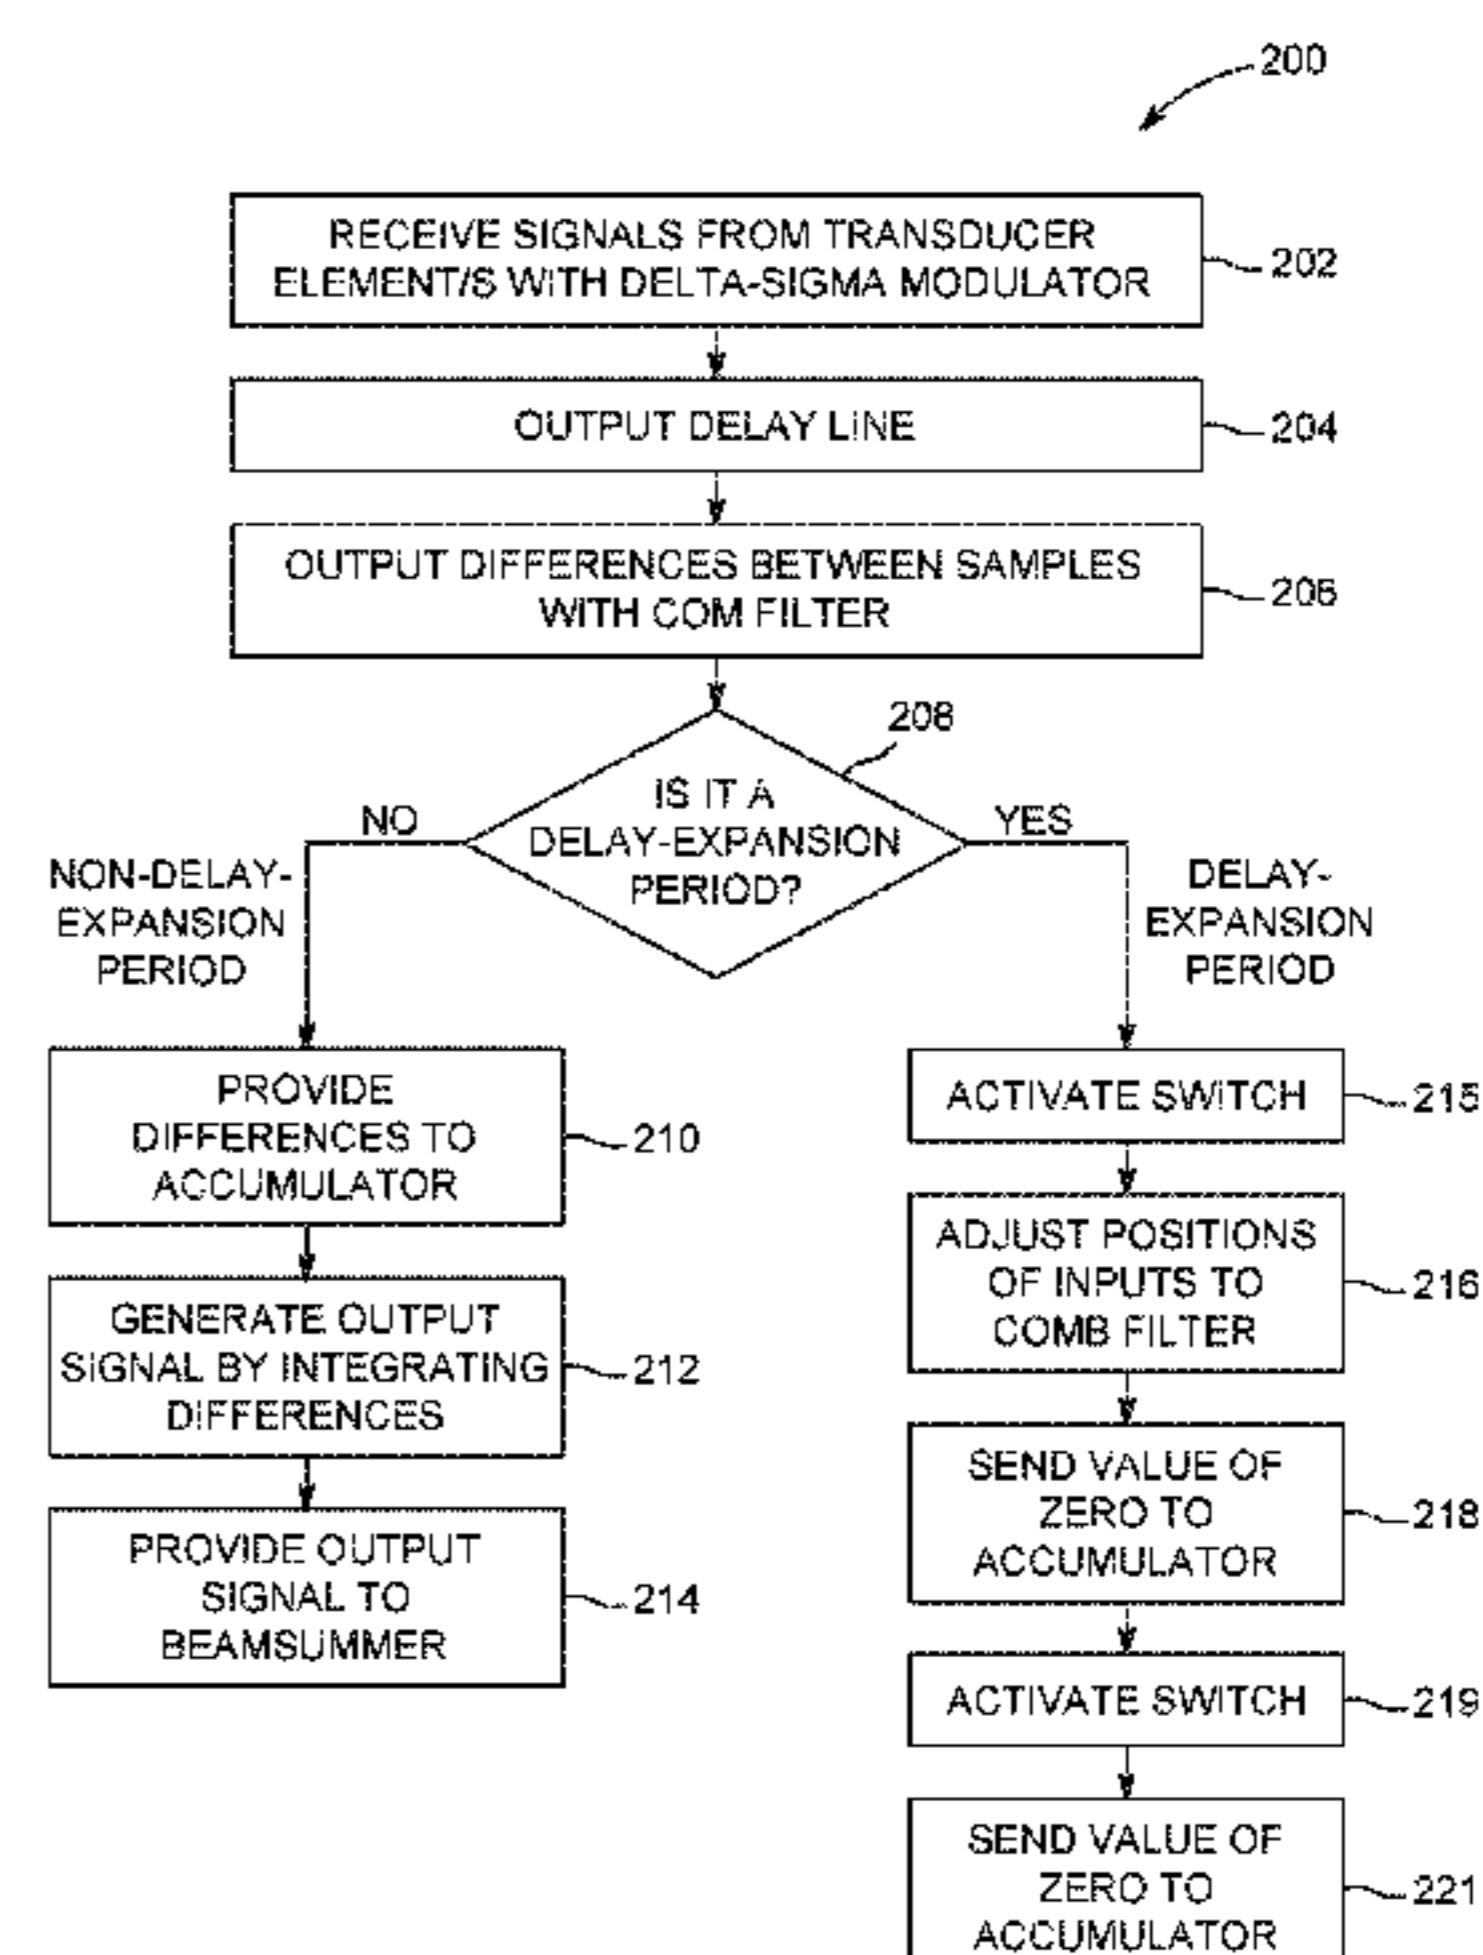 200
RECEIVE SIGNALS FROM TRANSDUCER
ELEMENT/S WITH DELTA-SIGMA MODULATOR
202
OUTPUT DELAY LINE
204
OUTPUT DIFFERENCES BETWEEN SAMPLES
WITH COM FILTER
206
208
IS IT A
DELAY-EXPANSION
PERIOD?
NO
YES
NON-DELAY-
EXPANSION
PERIOD
DELAY-
EXPANSION
PERIOD
PROVIDE
DIFFERENCES TO
ACCUMULATOR
210
GENERATE OUTPUT
SIGNAL BY INTEGRATING
DIFFERENCES
212
PROVIDE OUTPUT
SIGNAL TO
BEAMSUMMER
214
ACTIVATE SWITCH
215
ADJUST POSITIONS
OF INPUTS TO
COMB FILTER
216
SEND VALUE OF
ZERO TO
ACCUMULATOR
218
ACTIVATE SWITCH
219
SEND VALUE OF
ZERO TO
ACCUMULATOR
221